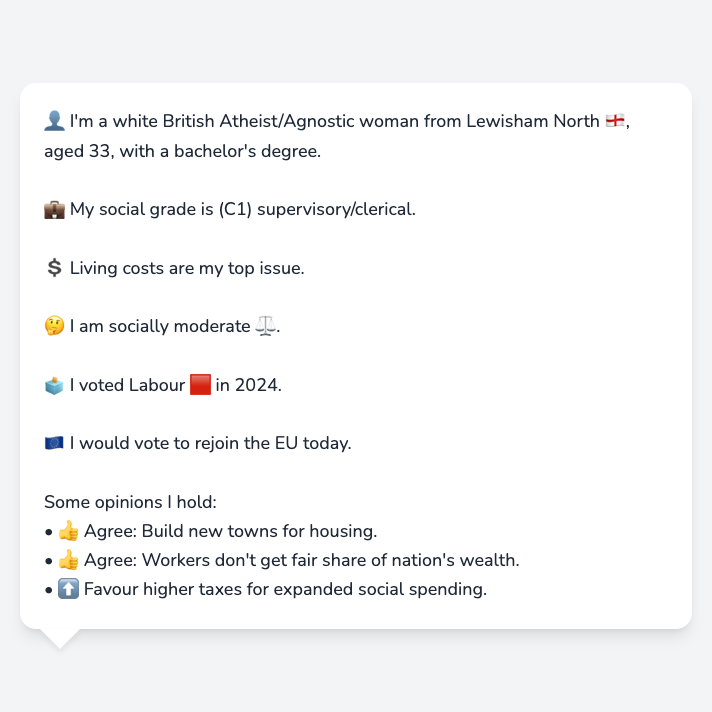 👤 I'm a white British Atheist/Agnostic woman from Lewisham North 🏴󠁧󠁢󠁥󠁮󠁧󠁿,
aged 33, with a bachelor's degree.
💼 My social grade is (C1) supervisory/clerical.
💲 Living costs are my top issue.
🤔 I am socially moderate ⚖️.
🗳️ I voted Labour 🟥 in 2024.
🇪🇺 I would vote to rejoin the EU today.
Some opinions I hold:
• 👍 Agree: Build new towns for housing.
• 👍 Agree: Workers don't get fair share of nation's wealth.
• ⬆️ Favour higher taxes for expanded social spending.